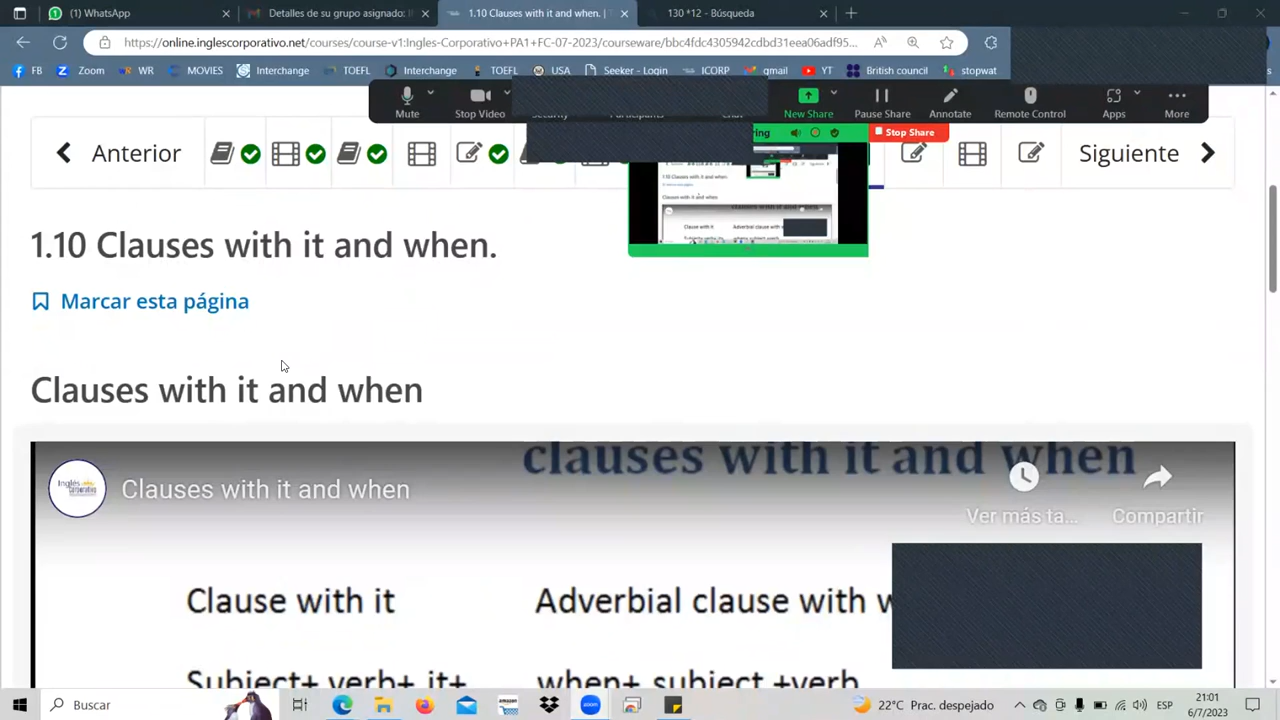 (1) WhatsApp
Detalles de su grupo asignado: I
1.10 Clauses with it and when. | T
130 *12 - Búsqueda
https://online.inglescorporativo.net/courses/course-v1:Ingles-Corporativo+PA1+FC-07-2023/courseware/bbc4fdc4305942cdbd31eea06adf95...
FB
Zoom
WR
MOVIES
Interchange
TOEFL
Interchange
TOEFL
USA
Seeker - Login
ICORP
gmail
YT
British council
stopwat
Mute
Stop Video
New Share
Pause Share
Annotate
Remote Control
Apps
More
Stop Share
Anterior
Siguiente
1.10 Clauses with it and when.
Marcar esta página
Clauses with it and when
clauses with it and when
Clauses with it and when
Ver más ta...
Compartir
Clause with it
Adverbial clause with w
Subject+ verb+ it+
when+ subject +verb
Buscar
22°C Prac. despejado
ESP
21:01
6/7/2023